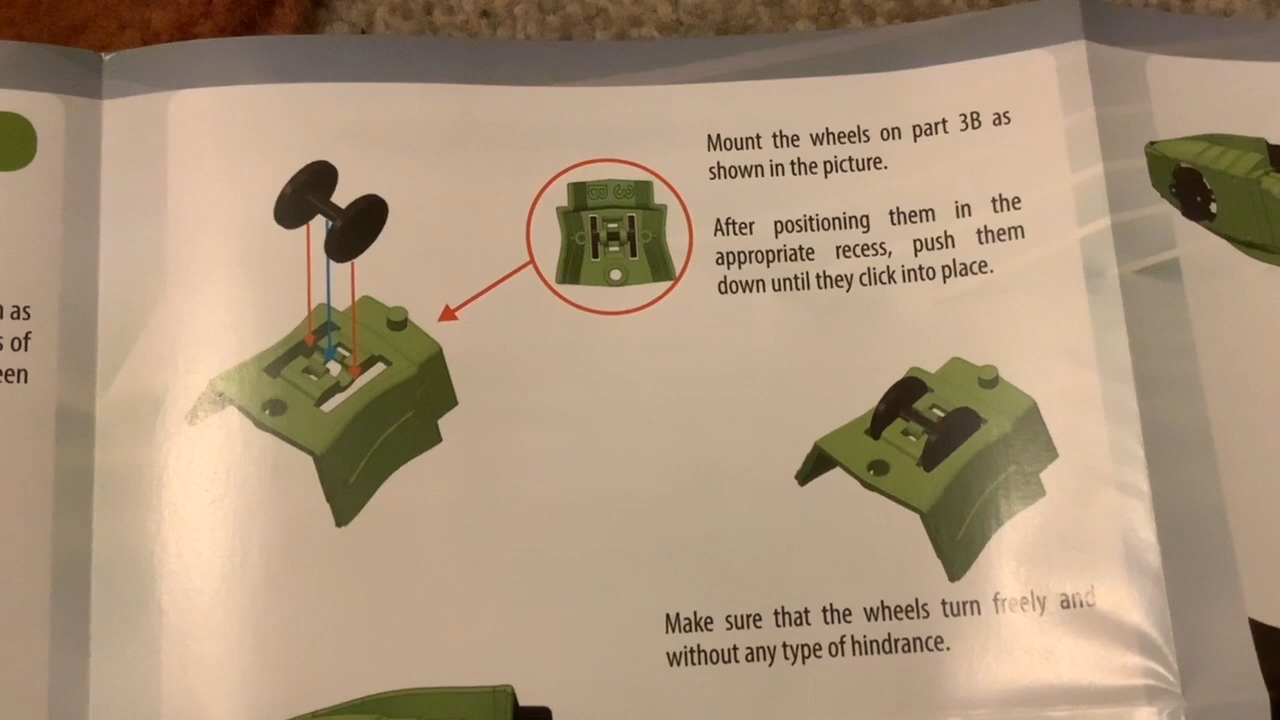 n as
s of
een
B 3
Mount the wheels on part 3B as
shown in the picture.
After positioning them in the
appropriate recess, push them
down until they click into place.
Make sure that the wheels turn freely and
without any type of hindrance.